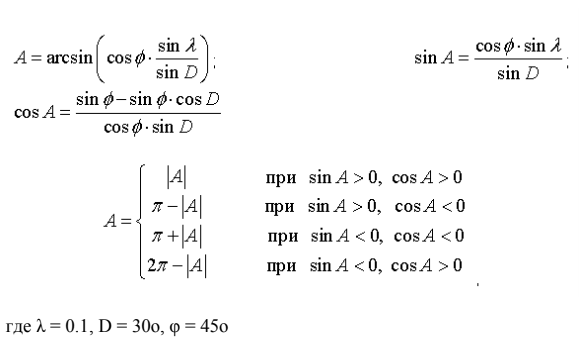 A = arcsin(cos ϕ · sin λ / sin D); sin A = cos ϕ · sin λ / sin D;
cos A = sin ϕ − sin ϕ · cos D / cos ϕ · sin D
|A| при sin A > 0, cos A > 0
π − |A| при sin A > 0, cos A < 0
A = { π + |A| при sin A < 0, cos A < 0
2π − |A| при sin A < 0, cos A > 0
где λ = 0.1, D = 30о, φ = 45о